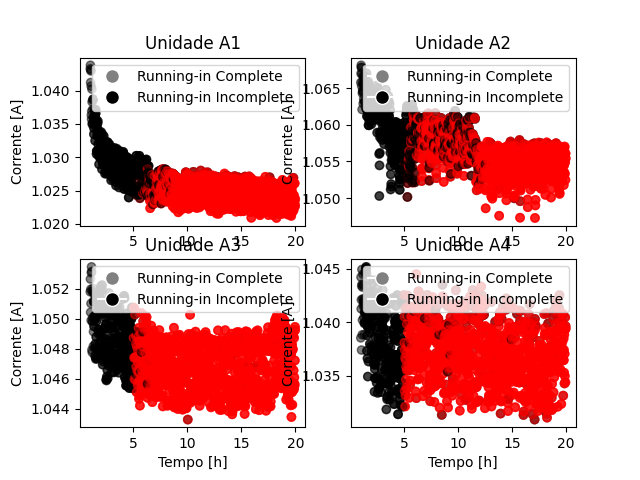 Unidade A1
Corrente [A]
1.040
1.035
1.030
1.025
1.020
5
10
15
20
Running-in Complete
Running-in Incomplete
Unidade A2
Corrente [A]
1.065
1.060
1.055
1.050
5
10
15
20
Running-in Complete
Running-in Incomplete
Unidade A3
Corrente [A]
1.052
1.050
1.048
1.046
1.044
5
10
15
20
Tempo [h]
Running-in Complete
Running-in Incomplete
Unidade A4
Corrente [A]
1.045
1.040
1.035
5
10
15
20
Tempo [h]
Running-in Complete
Running-in Incomplete